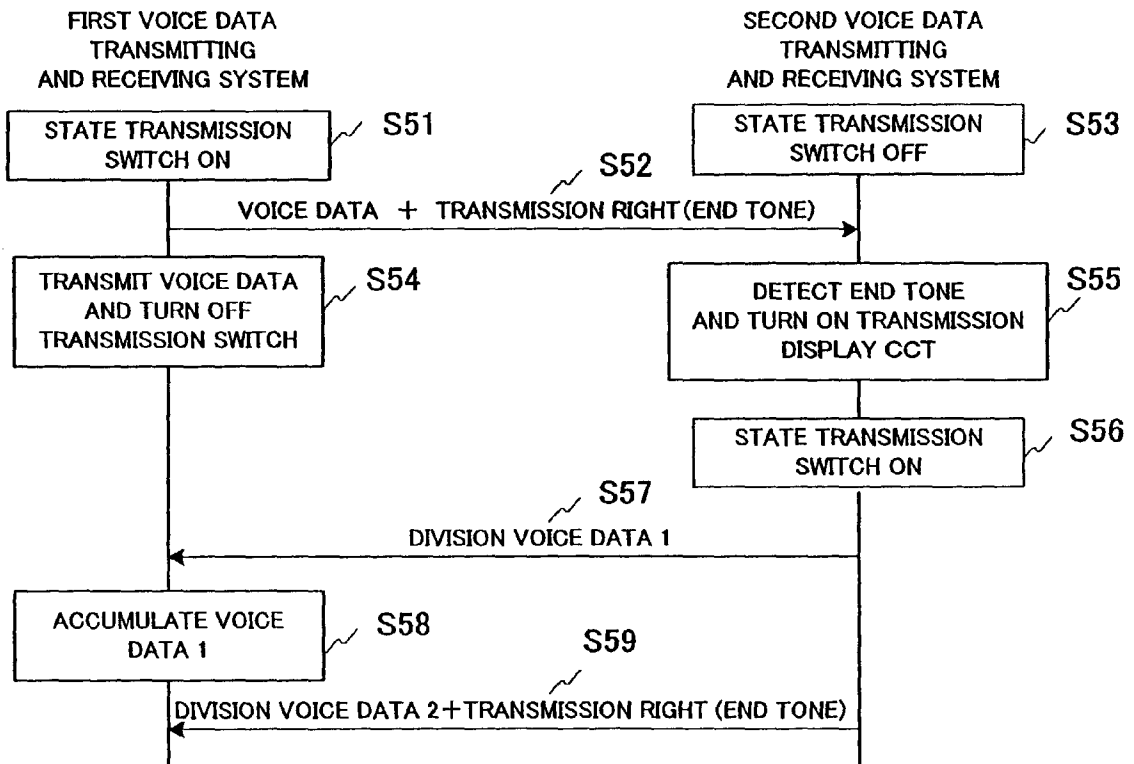 FIRST VOICE DATA
TRANSMITTING
AND RECEIVING SYSTEM
SECOND VOICE DATA
TRANSMITTING
AND RECEIVING SYSTEM
STATE TRANSMISSION
SWITCH ON
S51
STATE TRANSMISSION
SWITCH OFF
S53
S52
VOICE DATA + TRANSMISSION RIGHT (END TONE)
TRANSMIT VOICE DATA
AND TURN OFF
TRANSMISSION SWITCH
S54
DETECT END TONE
AND TURN ON TRANSMISSION
DISPLAY CCT
S55
STATE TRANSMISSION
SWITCH ON
S56
S57
DIVISION VOICE DATA 1
ACCUMULATE VOICE
DATA 1
S58
S59
DIVISION VOICE DATA 2+TRANSMISSION RIGHT (END TONE)